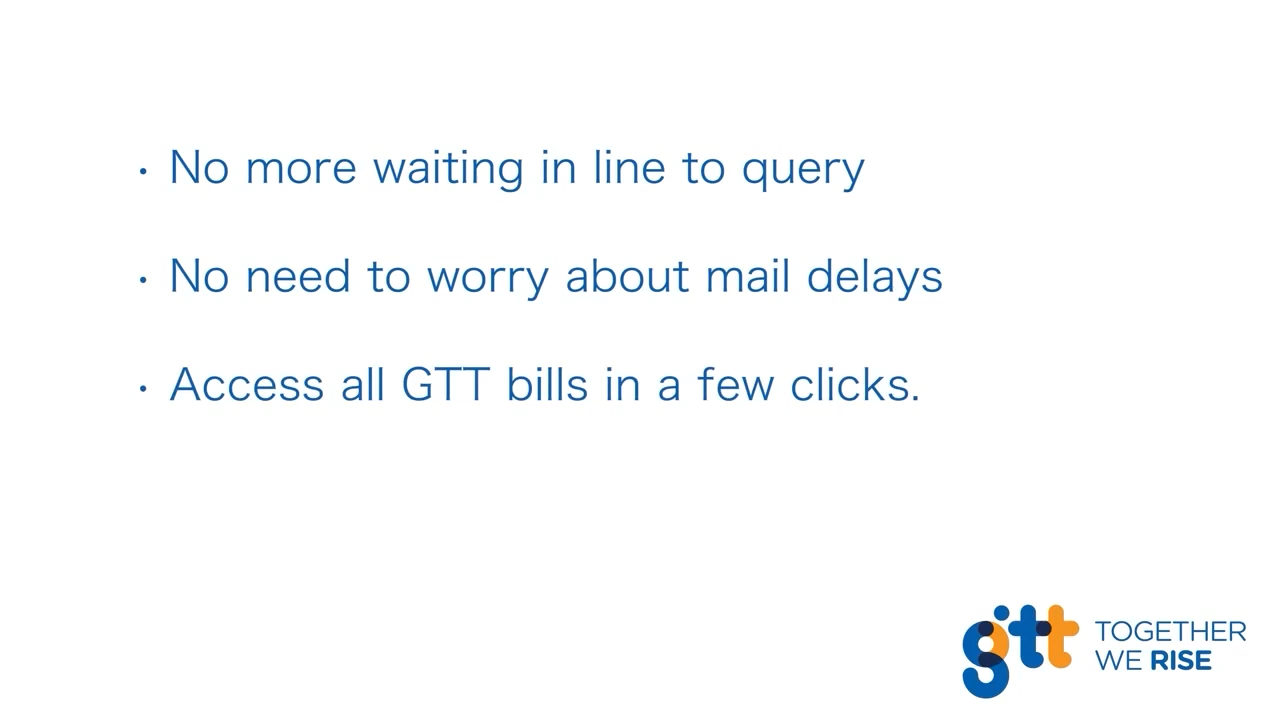 · No more waiting in line to query
· No need to worry about mail delays
· Access all GTT bills in a few clicks.
gtt
TOGETHER
WE RISE